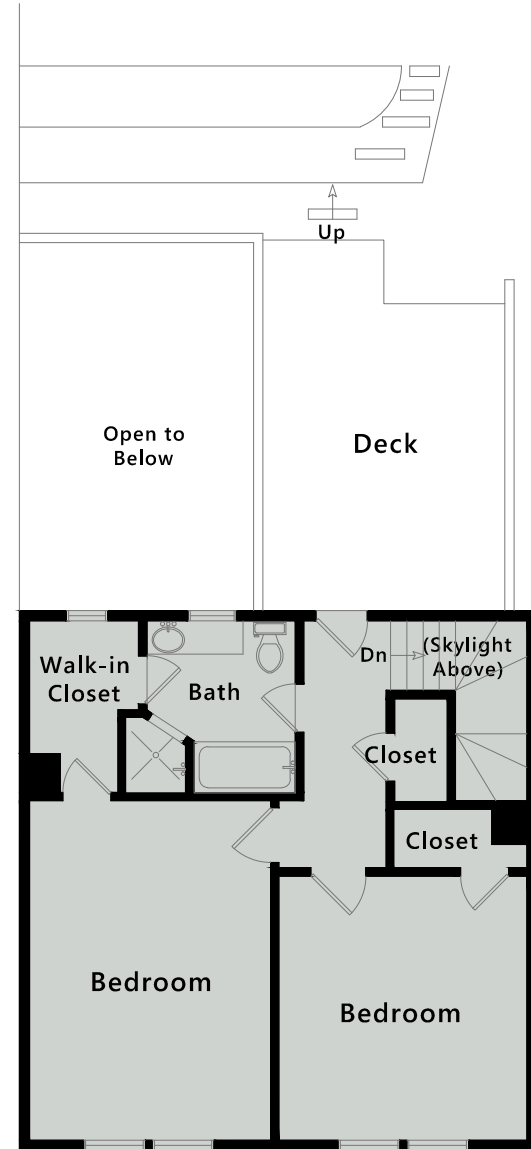 Up
Open to
Below
Deck
Walk-in
Closet
Bath
Dn
(Skylight
Above)
Closet
Closet
Bedroom
Bedroom